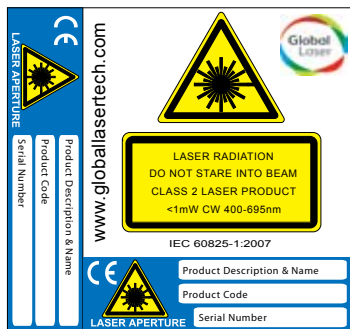 CE
LASER APERTURE
Product Description & Name
Product Code
Serial Number
www.globallasertech.com
Global
Laser
LASER RADIATION
DO NOT STARE INTO BEAM
CLASS 2 LASER PRODUCT
<1mW CW 400-695nm
IEC 60825-1:2007
CE
LASER APERTURE
Product Description & Name
Product Code
Serial Number